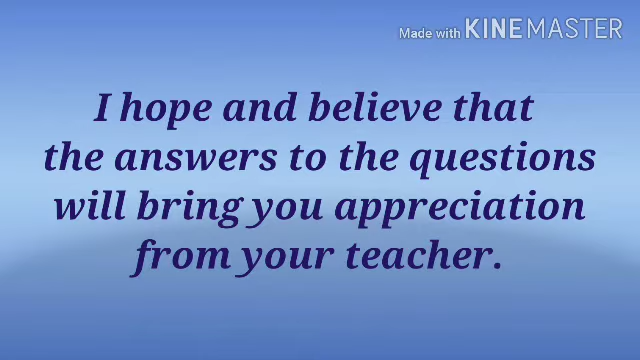 Made with KINEMASTER
I hope and believe that
the answers to the questions
will bring you appreciation
from your teacher.